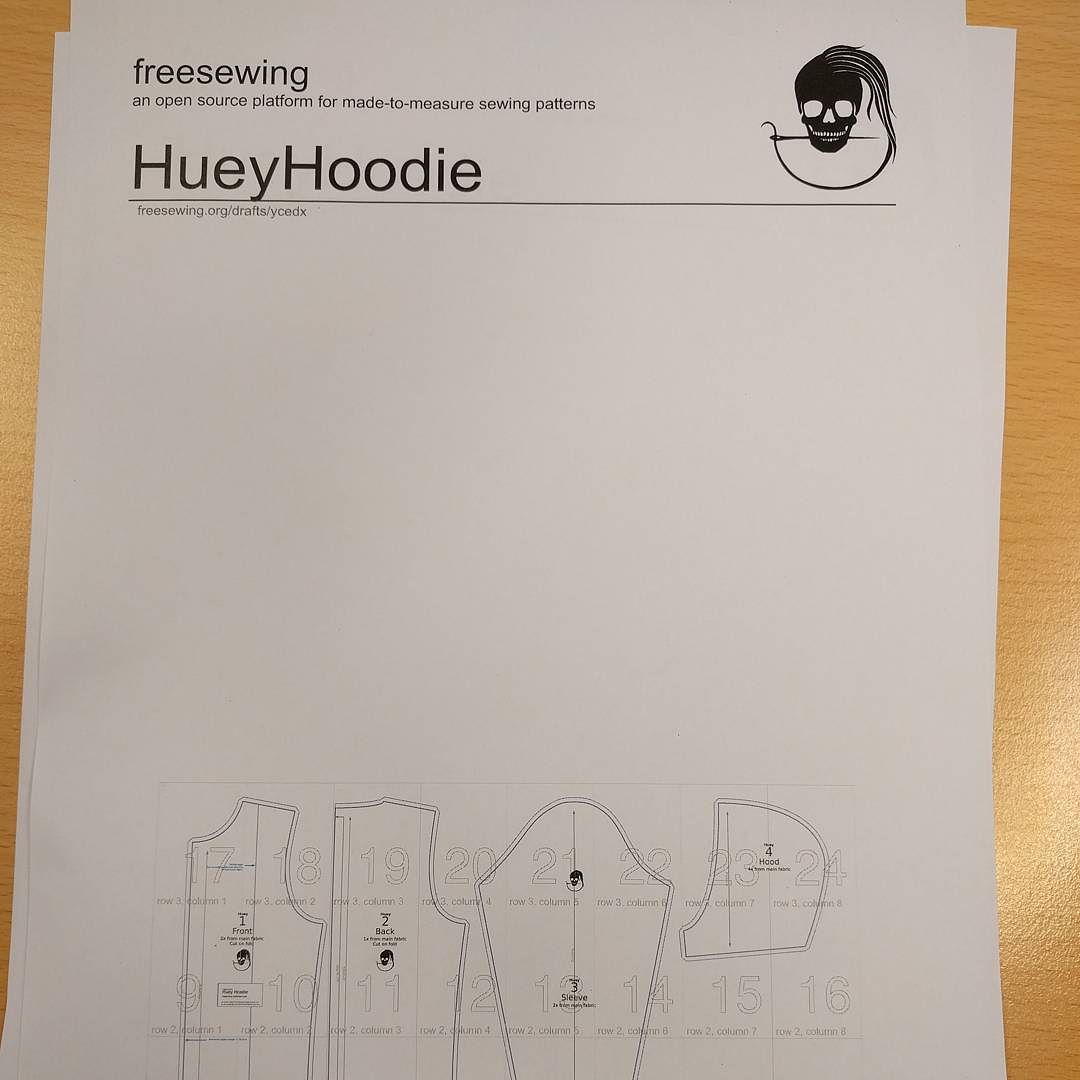 freesewing
an open source platform for made-to-measure sewing patterns
HueyHoodie
freesewing.org/drafts/ycedx
17 18 19 20 21 22 23 24
row 3, column 1 row 3, column 2 row 3, column 3 row 3, column 4 row 3, column 5 row 3, column 6 row 3, column 7 row 3, column 8
Huey
1
Front
2x from main fabric
Cut on fold
Huey
2
Back
1x from main fabric
Cut on fold
Huey
3
Sleeve
2x from main fabric
Huey
4
Hood
4x from main fabric
Huey Hoodie
9 10 11 12 13 14 15 16
row 2, column 1 row 2, column 2 row 2, column 3 row 2, column 4 row 2, column 5 row 2, column 6 row 2, column 7 row 2, column 8